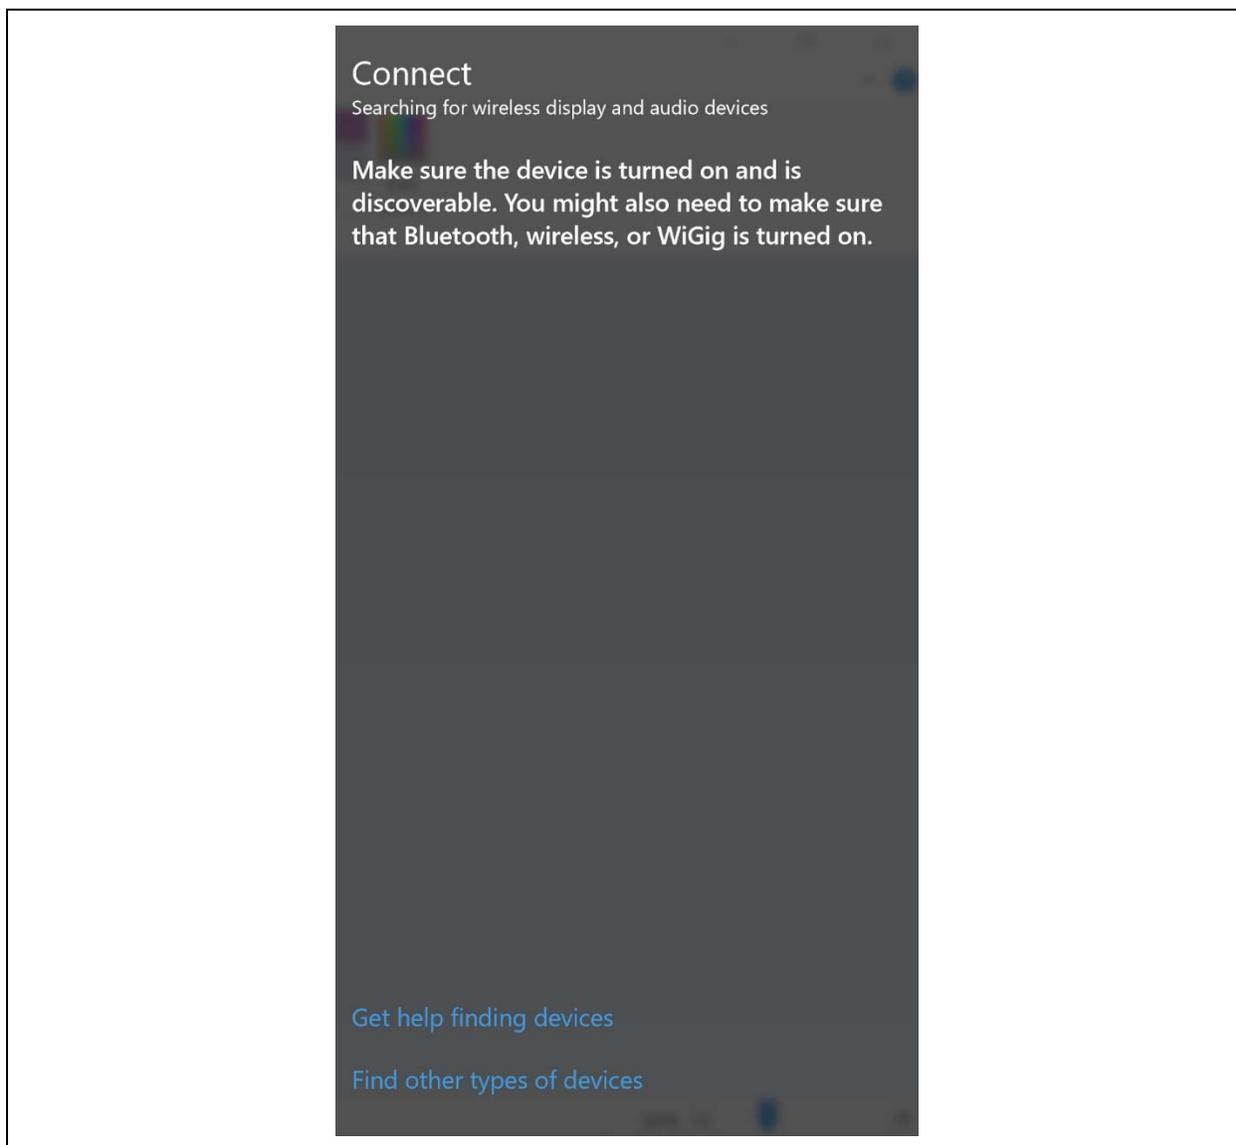 Connect
Searching for wireless display and audio devices
Make sure the device is turned on and is
discoverable. You might also need to make sure
that Bluetooth, wireless, or WiGig is turned on.
Get help finding devices
Find other types of devices